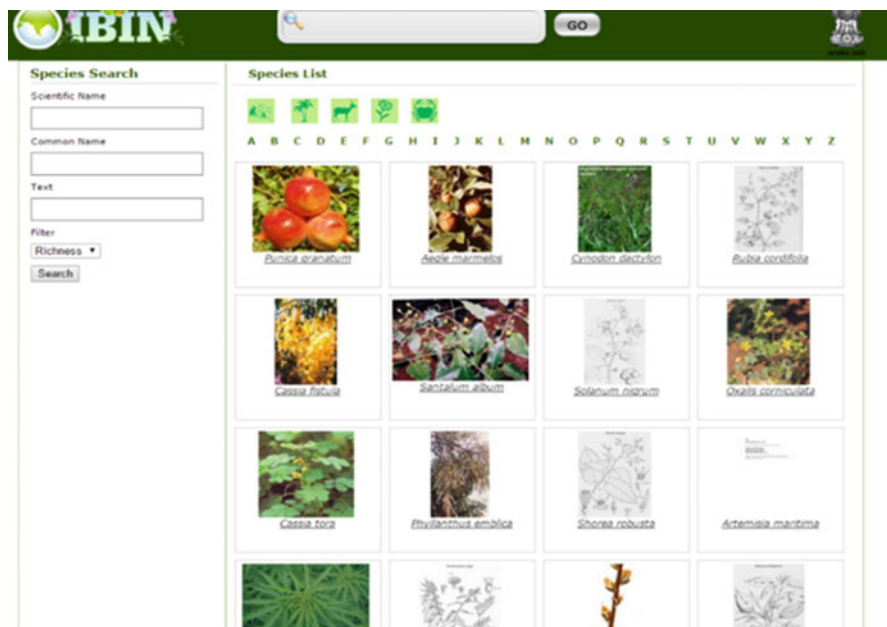 IBIN
GO
Species Search
Scientific Name
Common Name
Text
Filter
Richness
Search
Species List
A B C D E F G H I J K L M N O P Q R S T U V W X Y Z
Punica granatum
Aegle marmelos
Cynodon dactylon
Rubia cordifolia
Cassia fistula
Santalum album
Solanum nigrum
Oxalis corniculata
Cassia tora
Phyllanthus emblica
Shorea robusta
Artemisia maritima